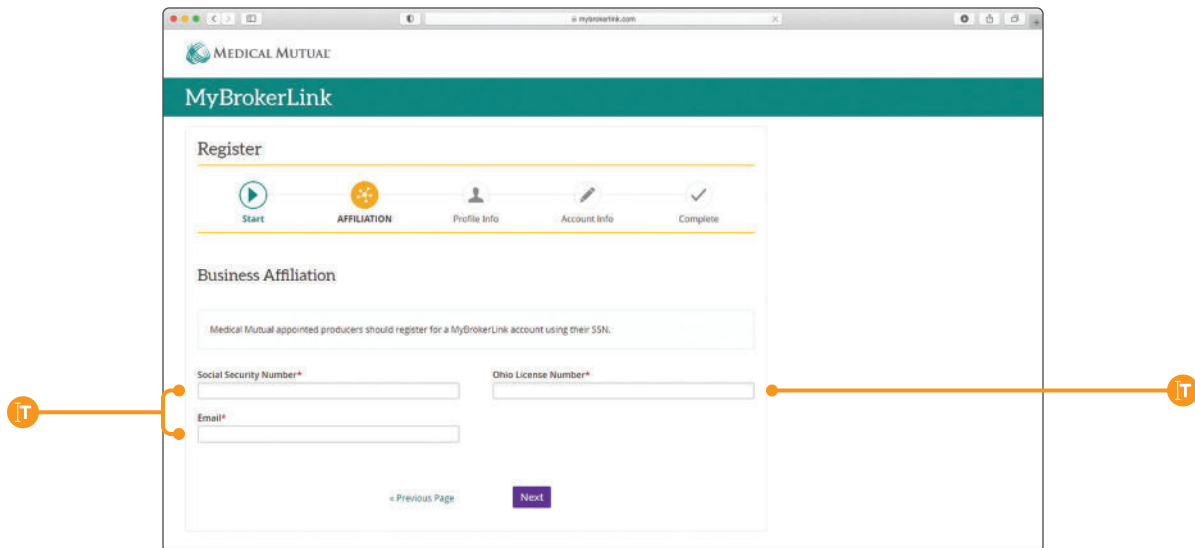 mybrokerlink.com
MEDICAL MUTUAL
MyBrokerLink
Register
Start
AFFILIATION
Profile Info
Account Info
Complete
Business Affiliation
Medical Mutual appointed producers should register for a MyBrokerLink account using their SSN.
Social Security Number* Ohio License Number*
T
T
Email*
« Previous Page Next